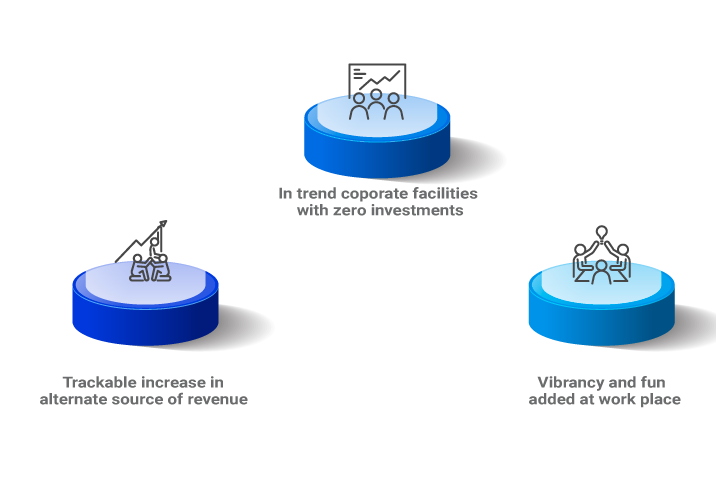 In trend coporate facilities
with zero investments
Trackable increase in
alternate source of revenue
Vibrancy and fun
added at work place